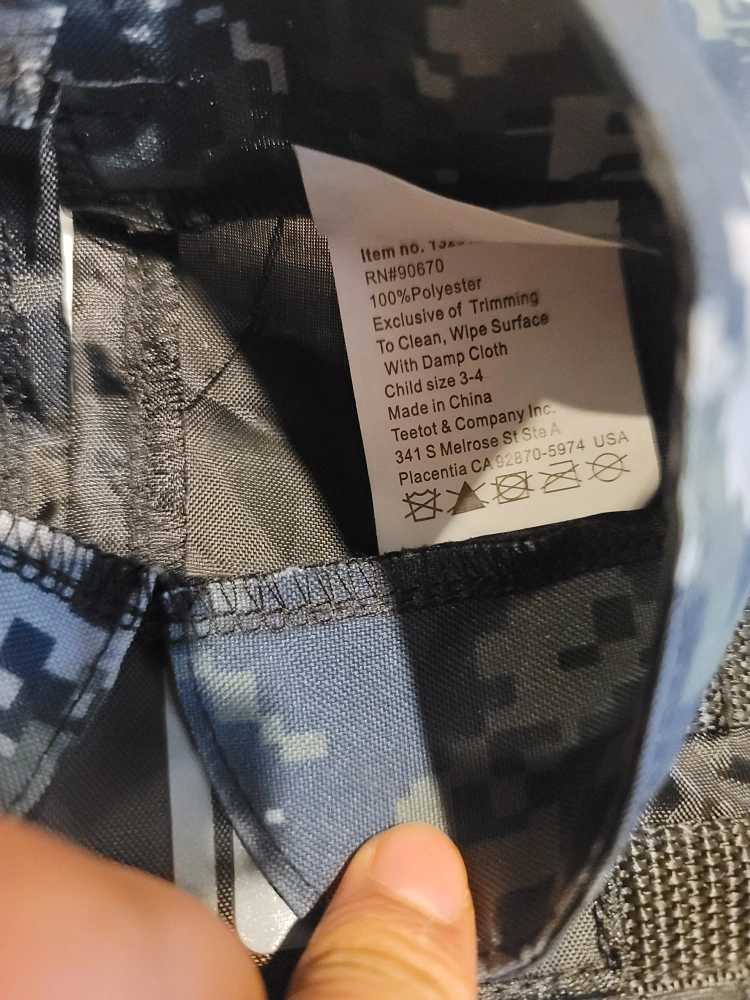 Item no.
RN#90670
100%Polyester
Exclusive of Trimming
To Clean, Wipe Surface
With Damp Cloth
Child size 3-4
Made in China
Teetot & Company Inc.
341 S Melrose St Ste A
Placentia CA 92870-5974 USA